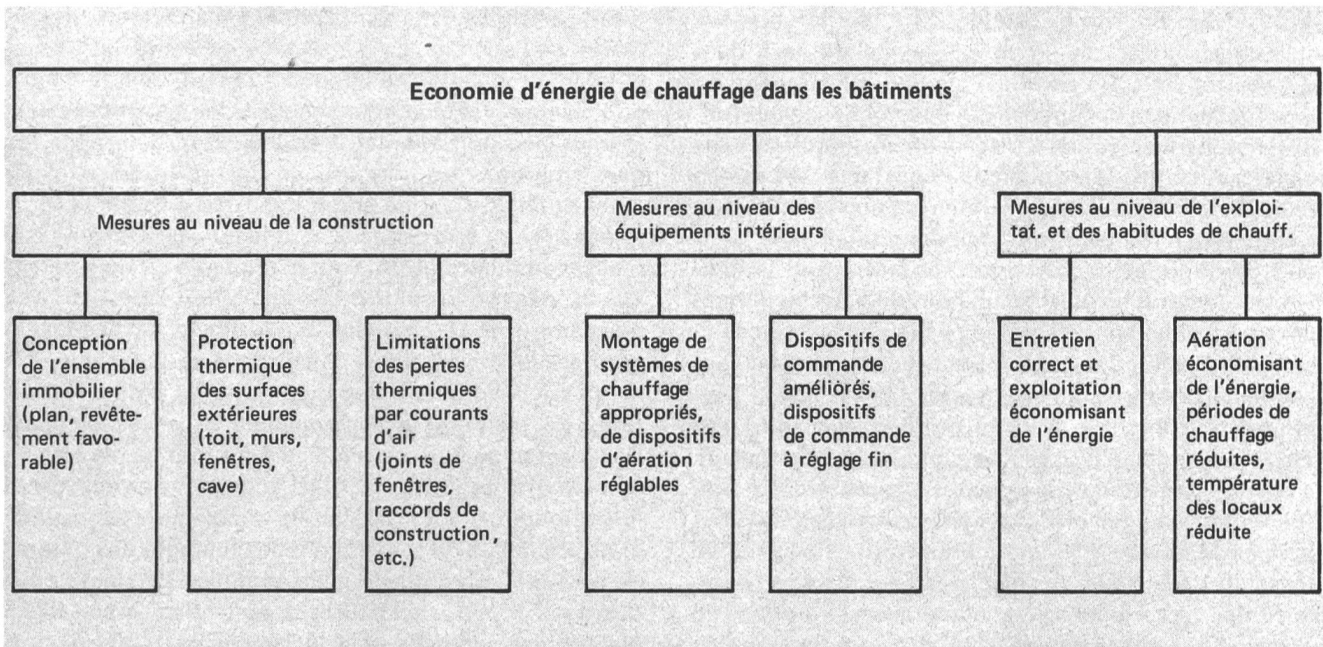 Economie d'énergie de chauffage dans les bâtiments
Mesures au niveau de la construction
Mesures au niveau des
équipements intérieurs
Mesures au niveau de l'exploi-
tat. et des habitudes de chauff.
Conception
de l'ensemble
immobilier
(plan, revête-
ment favo-
rable)
Protection
thermique
des surfaces
extérieures
(toit, murs,
fenêtres,
cave)
Limitations
des pertes
thermiques
par courants
d'air
(joints de
fenêtres,
raccords de
construction,
etc.)
Montage de
systèmes de
chauffage
appropriés,
de dispositifs
d'aération
réglables
Dispositifs de
commande
améliórés,
dispositifs
de commande
à réglage fin
Entretien
correct et
exploitation
économisant
de l'énergie
Aération
économisant
de l'énergie,
périodes de
chauffage
réduites,
température
des locaux
réduite